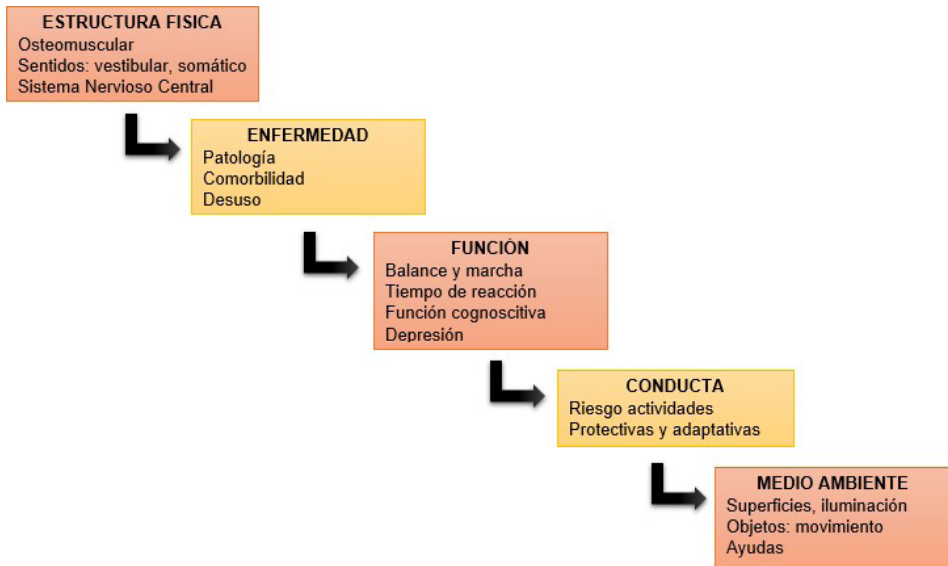 ESTRUCTURA FISICA
Osteomuscular
Sentidos: vestibular, somático
Sistema Nervioso Central
ENFERMEDAD
Patología
Comorbilidad
Desuso
FUNCIÓN
Balance y marcha
Tiempo de reacción
Función cognoscitiva
Depresión
CONDUCTA
Riesgo actividades
Protectivas y adaptativas
MEDIO AMBIENTE
Superficies, iluminación
Objetos: movimiento
Ayudas